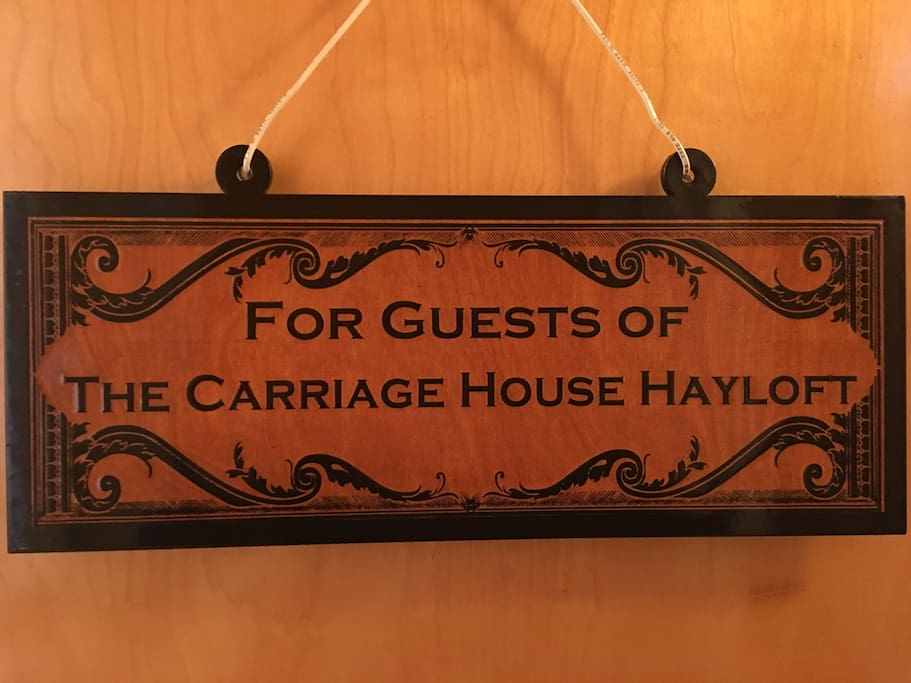 For Guests of
The Carriage House Hayloft